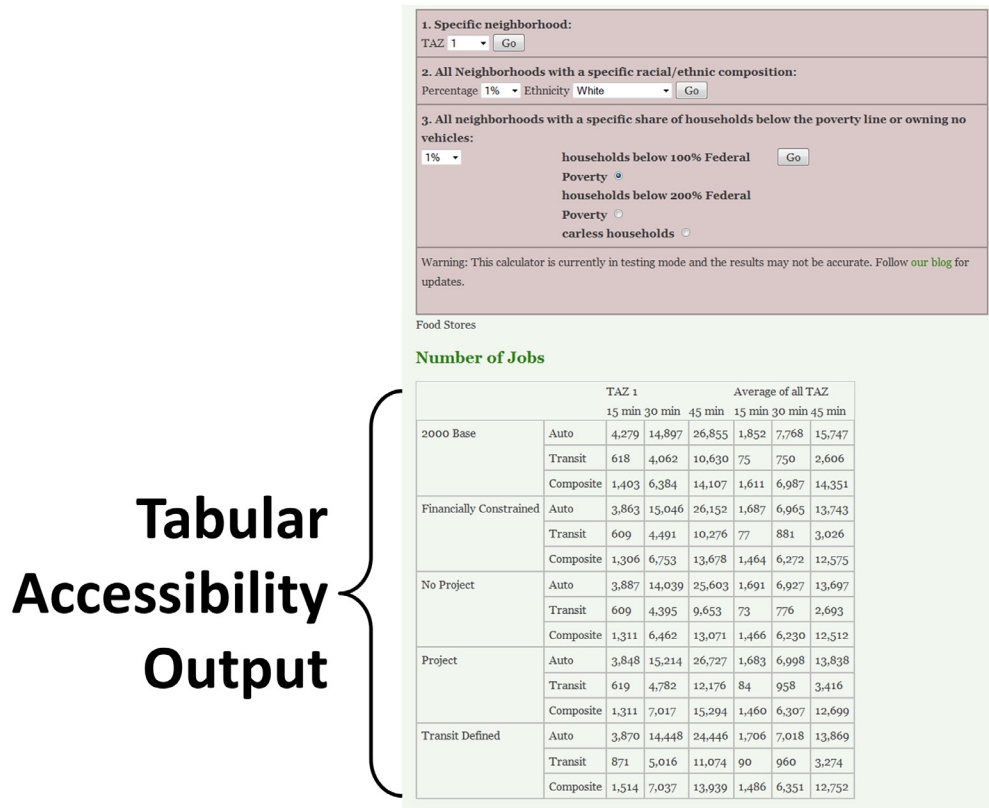 1. Specific neighborhood:
TAZ 1 Go
2. All Neighborhoods with a specific racial/ethnic composition:
Percentage 1% Ethnicity White Go
3. All neighborhoods with a specific share of households below the poverty line or owning no
vehicles:
1% households below 100% Federal Go
Poverty
households below 200% Federal
Poverty
carless households
Warning: This calculator is currently in testing mode and the results may not be accurate. Follow our blog for
updates.
Food Stores
Number of Jobs
Tabular
Accessibility
Output
TAZ 1 Average of all TAZ
15 min 30 min 45 min 15 min 30 min 45 min
2000 Base Auto 4,279 14,897 26,855 1,852 7,768 15,747
Transit 618 4,062 10,630 75 750 2,606
Composite 1,403 6,384 14,107 1,611 6,987 14,351
Financially Constrained Auto 3,863 15,046 26,152 1,687 6,965 13,743
Transit 609 4,491 10,276 77 881 3,026
Composite 1,306 6,753 13,678 1,464 6,272 12,575
No Project Auto 3,887 14,039 25,603 1,691 6,927 13,697
Transit 609 4,395 9,653 73 776 2,693
Composite 1,311 6,462 13,071 1,466 6,230 12,512
Project Auto 3,848 15,214 26,727 1,683 6,998 13,838
Transit 619 4,782 12,176 84 958 3,416
Composite 1,311 7,017 15,294 1,460 6,307 12,699
Transit Defined Auto 3,870 14,448 24,446 1,706 7,018 13,869
Transit 871 5,016 11,074 90 960 3,274
Composite 1,514 7,037 13,939 1,486 6,351 12,752